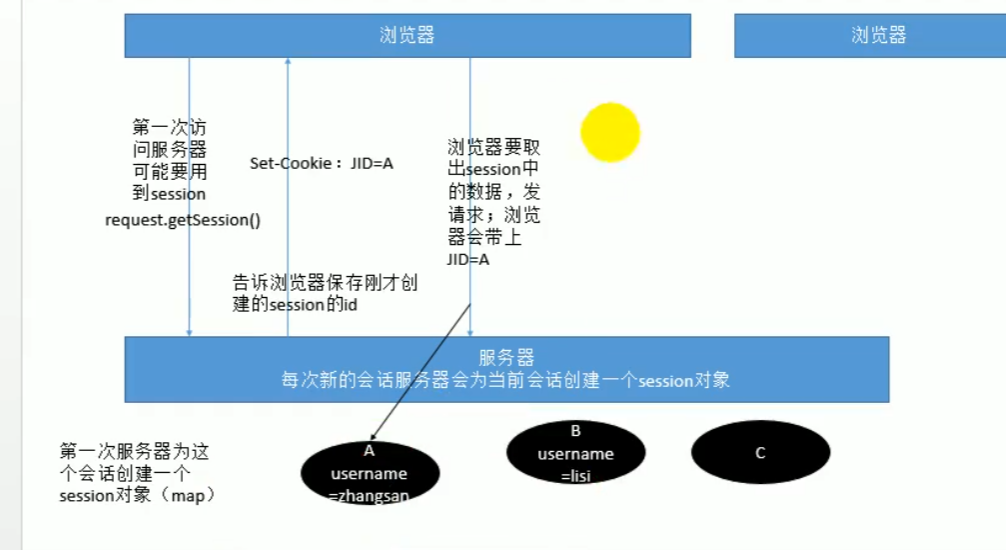 浏览器
浏览器
第一次访
问服务器
可能要用
到session
request.getSession()
Set-Cookie：JID=A
告诉浏览器保存刚才创
建的session的id
浏览器要取
出session中
的数据，发
请求；浏览
器会带上
JID=A
服务器
每次新的会话服务器会为当前会话创建一个session对象
第一次服务器为这
个会话创建一个
session对象（map）
A
username
=zhangsan
B
username
=lisi
C